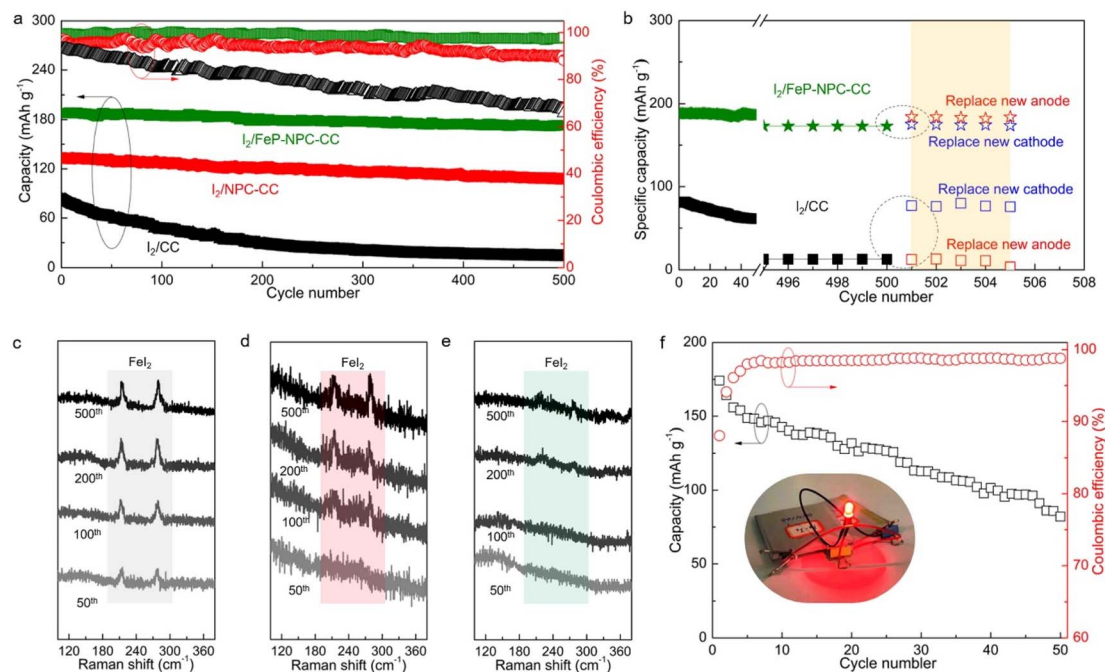 a
300
240
180
120
60
0
Capacity (mAh g⁻¹)
100
80
60
40
20
0
Coulombic efficiency (%)
I₂/FeP-NPC-CC
I₂/NPC-CC
I₂/CC
0 100 200 300 400 500
Cycle number
b
300
200
100
0
Specific capacity (mAh g⁻¹)
I₂/FeP-NPC-CC
Replace new anode
Replace new cathode
I₂/CC
Replace new cathode
Replace new anode
0 20 40 496 498 500 502 504 506 508
Cycle number
c
FeI₂
500th
200th
100th
50th
120 180 240 300 360
Raman shift (cm⁻¹)
d
FeI₂
500th
200th
100th
50th
120 180 240 300 360
Raman shift (cm⁻¹)
e
FeI₂
500th
200th
100th
50th
120 180 240 300 360
Raman shift (cm⁻¹)
f
200
150
100
50
0
Capacity (mAh g⁻¹)
100
90
80
70
60
Coulombic efficiency (%)
0 10 20 30 40 50
Cycle numbler